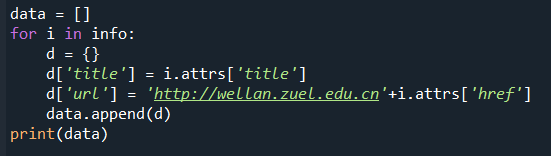 data = []
for i in info:
    d = {}
    d['title'] = i.attrs['title']
    d['url'] = 'http://wellan.zuel.edu.cn'+i.attrs['href']
    data.append(d)
print(data)